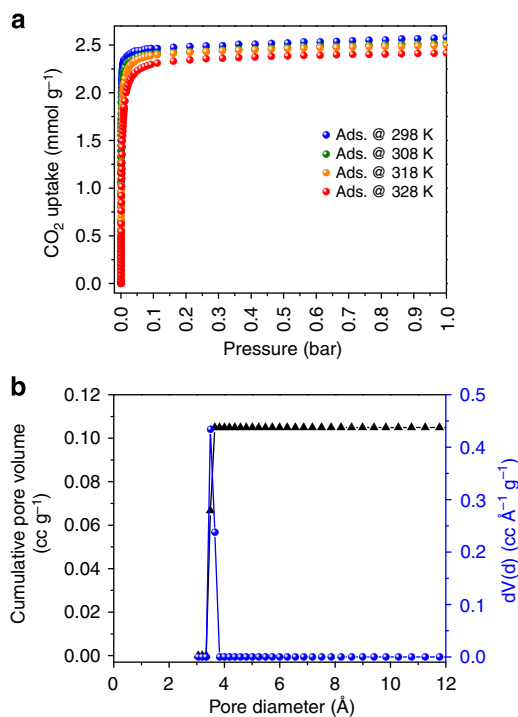 a
CO₂ uptake (mmol g⁻¹)
2.5
2.0
1.5
1.0
0.5
0.0
Ads. @ 298 K
Ads. @ 308 K
Ads. @ 318 K
Ads. @ 328 K
0.0 0.1 0.2 0.3 0.4 0.5 0.6 0.7 0.8 0.9 1.0
Pressure (bar)
b
Cumulative pore volume
(cc g⁻¹)
0.12
0.10
0.08
0.06
0.04
0.02
0.00
0.5
0.4
0.3
0.2
0.1
0.0
dV(d) (cc Å⁻¹ g⁻¹)
0 2 4 6 8 10 12
Pore diameter (Å)